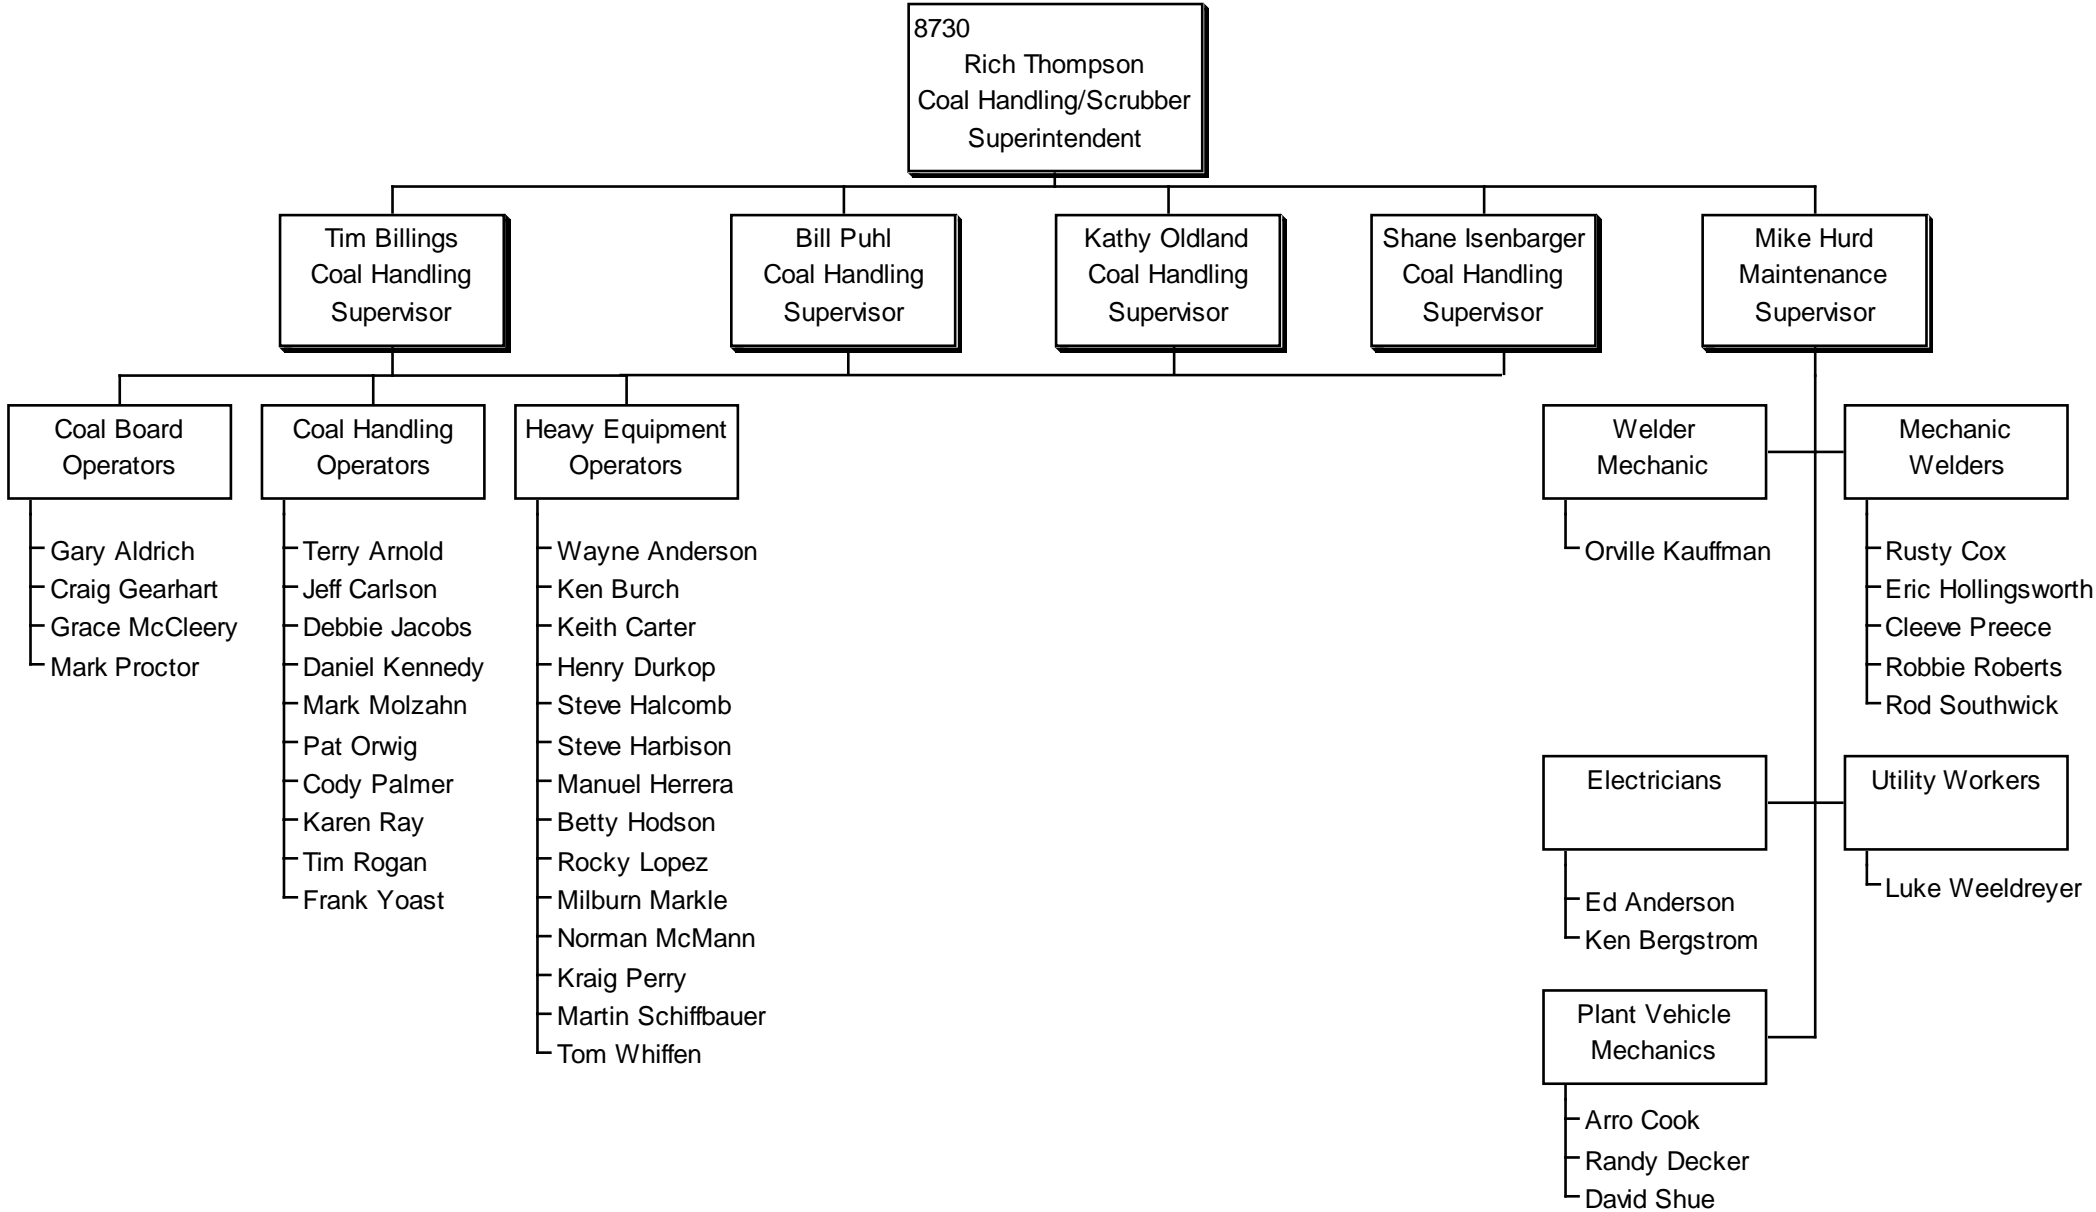 8730
Rich Thompson
Coal Handling/Scrubber
Superintendent
Tim Billings
Coal Handling
Supervisor
Bill Puhl
Coal Handling
Supervisor
Kathy Oldland
Coal Handling
Supervisor
Shane Isenbarger
Coal Handling
Supervisor
Mike Hurd
Maintenance
Supervisor
Coal Board
Operators
Gary Aldrich
Craig Gearhart
Grace McCleery
Mark Proctor
Coal Handling
Operators
Terry Arnold
Jeff Carlson
Debbie Jacobs
Daniel Kennedy
Mark Molzahn
Pat Orwig
Cody Palmer
Karen Ray
Tim Rogan
Frank Yoast
Heavy Equipment
Operators
Wayne Anderson
Ken Burch
Keith Carter
Henry Durkop
Steve Halcomb
Steve Harbison
Manuel Herrera
Betty Hodson
Rocky Lopez
Milburn Markle
Norman McMann
Kraig Perry
Martin Schiffbauer
Tom Whiffen
Welder
Mechanic
Orville Kauffman
Mechanic
Welders
Rusty Cox
Eric Hollingsworth
Cleeve Preece
Robbie Roberts
Rod Southwick
Electricians
Ed Anderson
Ken Bergstrom
Utility Workers
Luke Weeldreyer
Plant Vehicle
Mechanics
Arro Cook
Randy Decker
David Shue